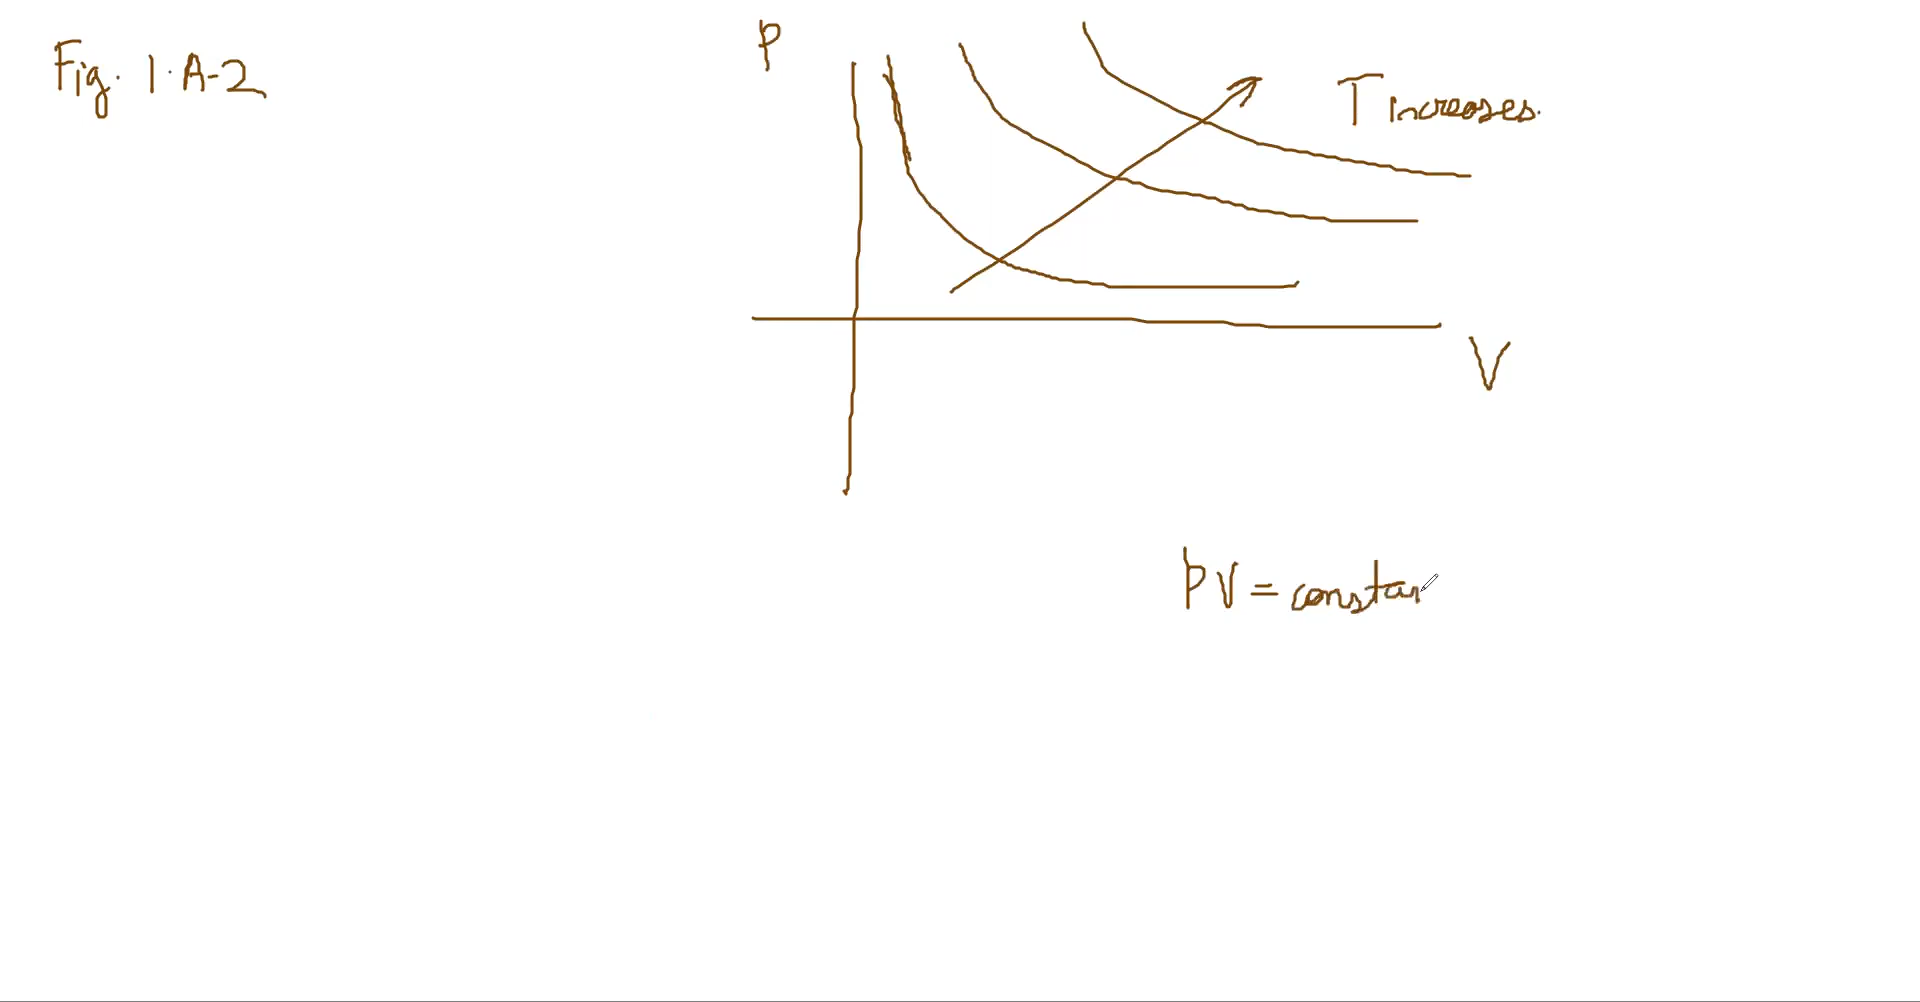 Fig. 1.A-2
P
T increases.
V
PV = constan